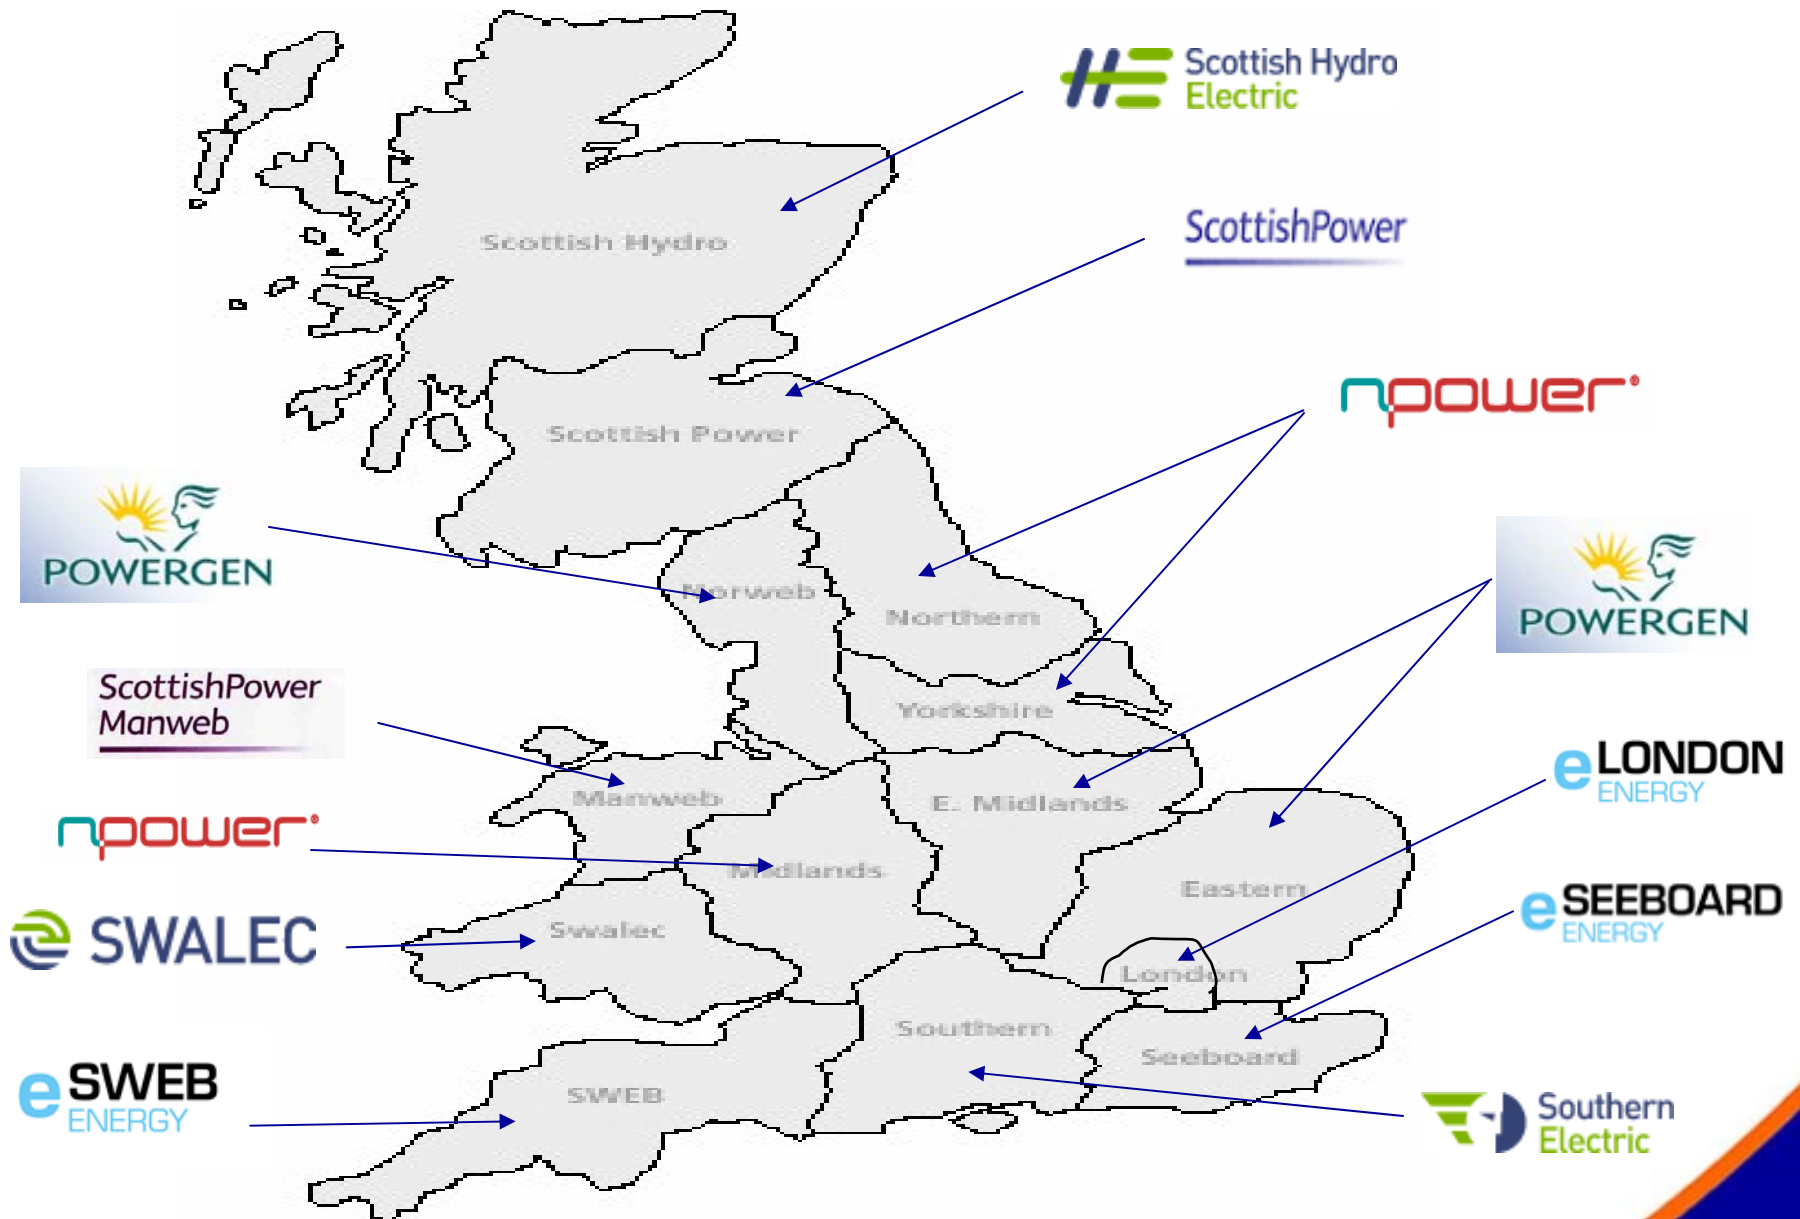 Scottish Hydro
Electric
Scottish Hydro
ScottishPower
npower®
Scottish Power
POWERGEN
Norweb
Northern
POWERGEN
ScottishPower
Manweb
Yorkshire
LONDON
e
ENERGY
Manweb
E. Midlands
npower®
Midlands
Eastern
SEEBOARD
e
ENERGY
SWALEC
Swalec
London
Southern
Seeboard
SWEB
e
ENERGY
SWEB
Southern
Electric